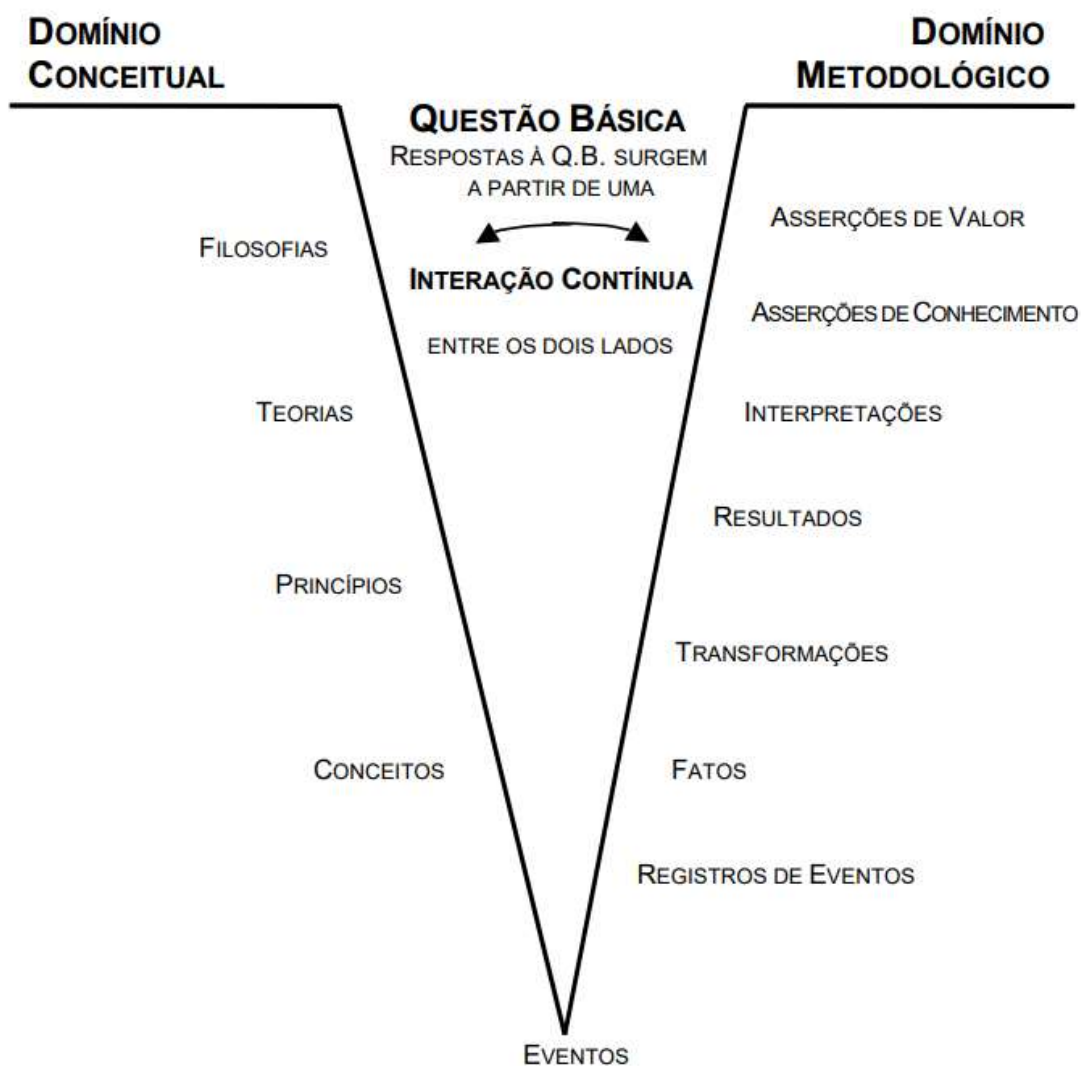 DOMÍNIO
CONCEITUAL
DOMÍNIO
METODOLÓGICO
QUESTÃO BÁSICA
RESPOSTAS À Q.B. SURGEM
A PARTIR DE UMA
INTERAÇÃO CONTÍNUA
ENTRE OS DOIS LADOS
FILOSOFIAS
TEORIAS
PRINCÍPIOS
CONCEITOS
ASSERÇÕES DE VALOR
ASSERÇÕES DE CONHECIMENTO
INTERPRETAÇÕES
RESULTADOS
TRANSFORMAÇÕES
FATOS
REGISTROS DE EVENTOS
EVENTOS